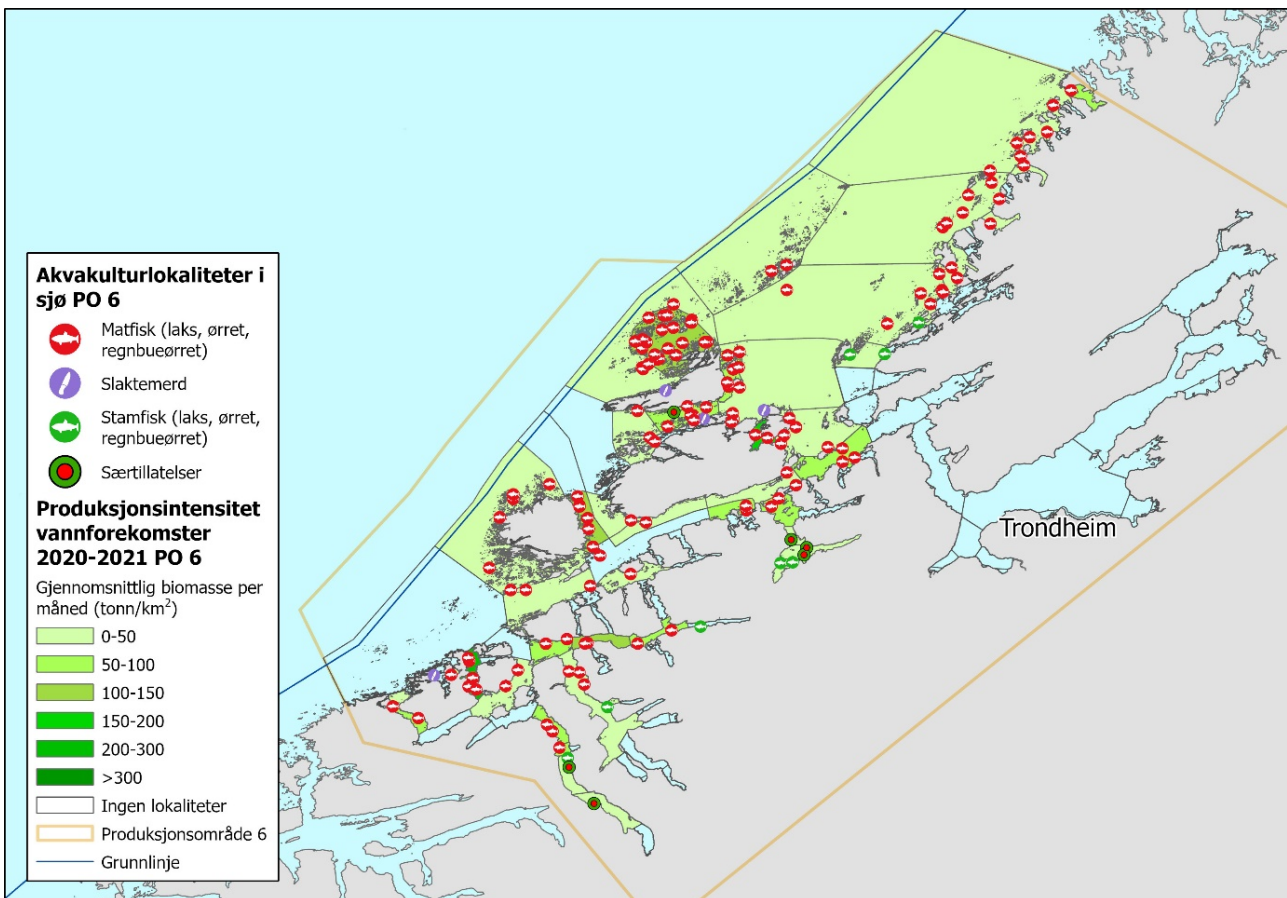 Akvakulturlokaliteter i
sjø PO 6
Matfisk (laks, ørret,
regnbueørret)
Slaktemerd
Stamfisk (laks, ørret,
regnbueørret)
Særtillatelser
Produksjonsintensitet
vannforekomster
2020-2021 PO 6
Gjennomsnittlig biomasse per
måned (tonn/km²)
0-50
50-100
100-150
150-200
200-300
>300
Ingen lokaliteter
Produksjonsområde 6
Grunnlinje
Trondheim